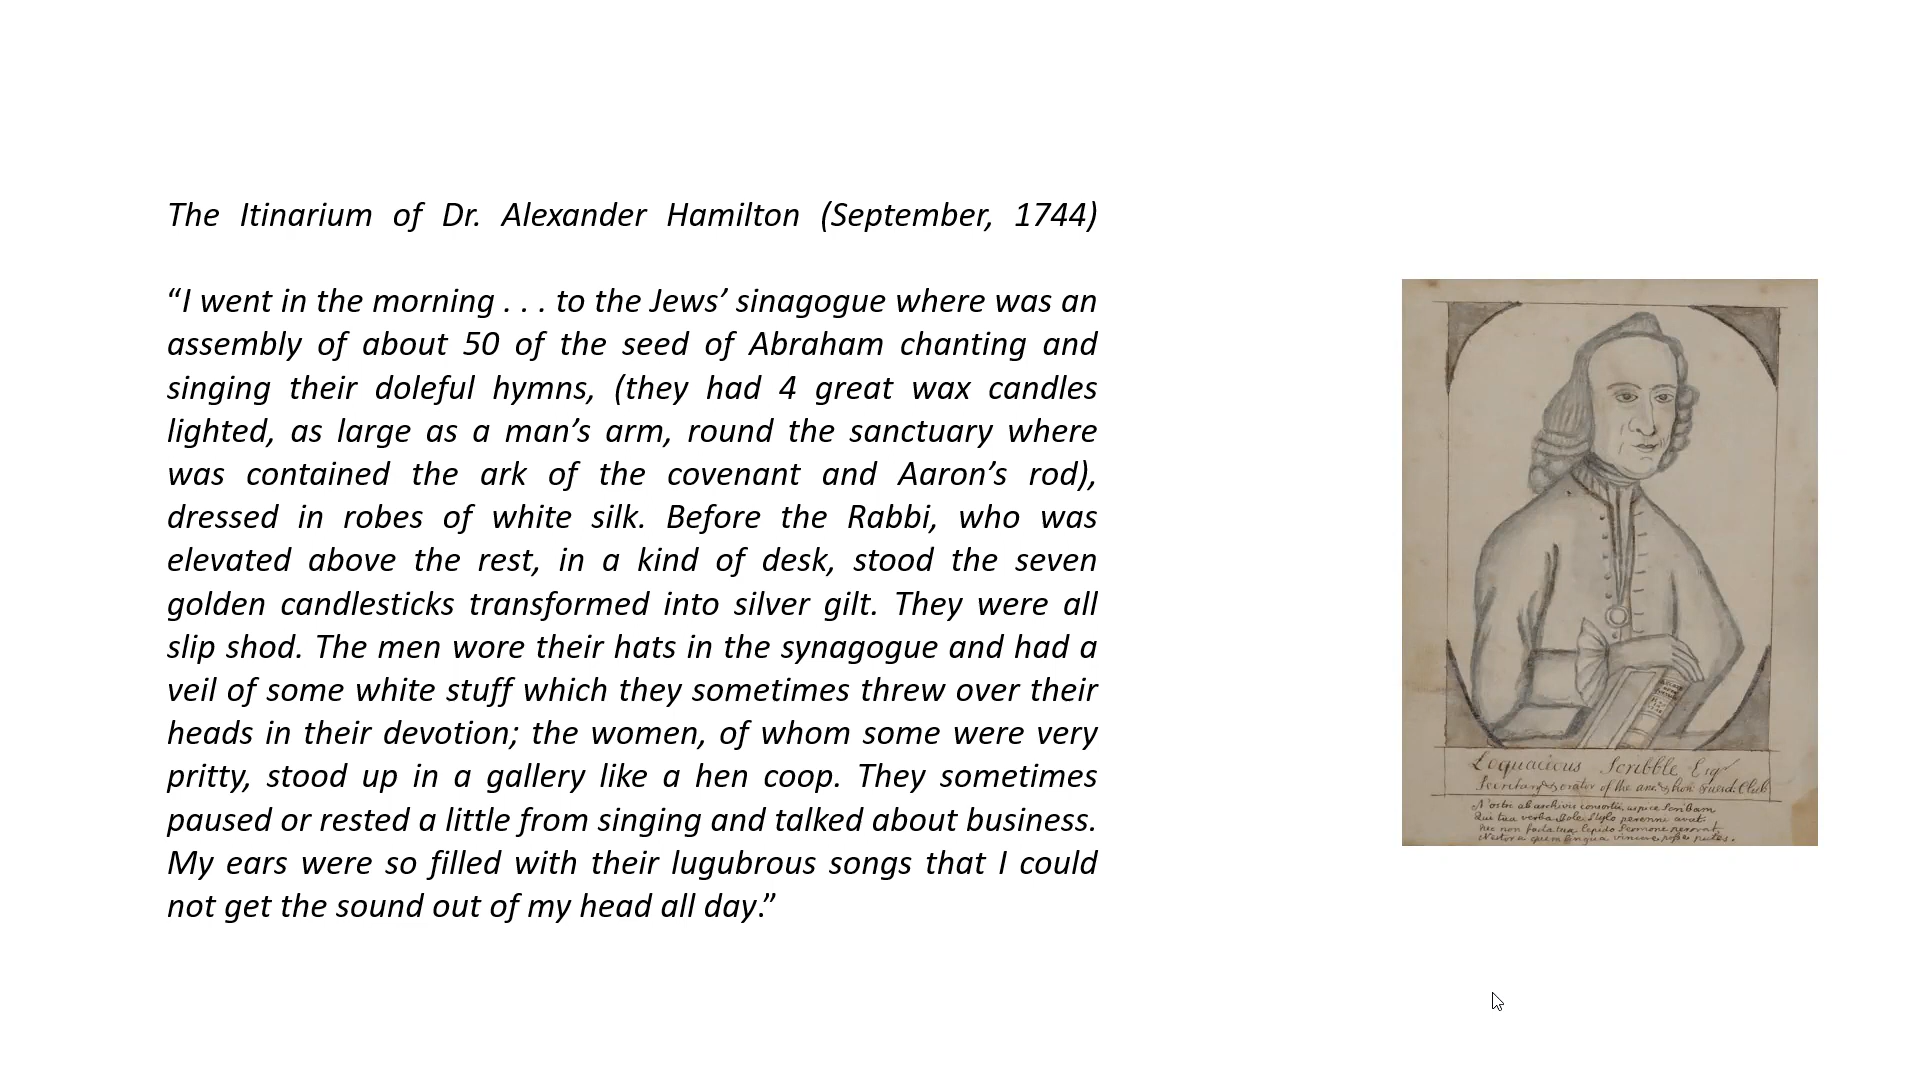 The Itinarium of Dr. Alexander Hamilton (September, 1744)
“I went in the morning . . . to the Jews’ sinagogue where was an
assembly of about 50 of the seed of Abraham chanting and
singing their doleful hymns, (they had 4 great wax candles
lighted, as large as a man’s arm, round the sanctuary where
was contained the ark of the covenant and Aaron’s rod),
dressed in robes of white silk. Before the Rabbi, who was
elevated above the rest, in a kind of desk, stood the seven
golden candlesticks transformed into silver gilt. They were all
slip shod. The men wore their hats in the synagogue and had a
veil of some white stuff which they sometimes threw over their
heads in their devotion; the women, of whom some were very
pritty, stood up in a gallery like a hen coop. They sometimes
paused or rested a little from singing and talked about business.
My ears were so filled with their lugubrous songs that I could
not get the sound out of my head all day.”
Loquacious Scribble Esqr
of the Club